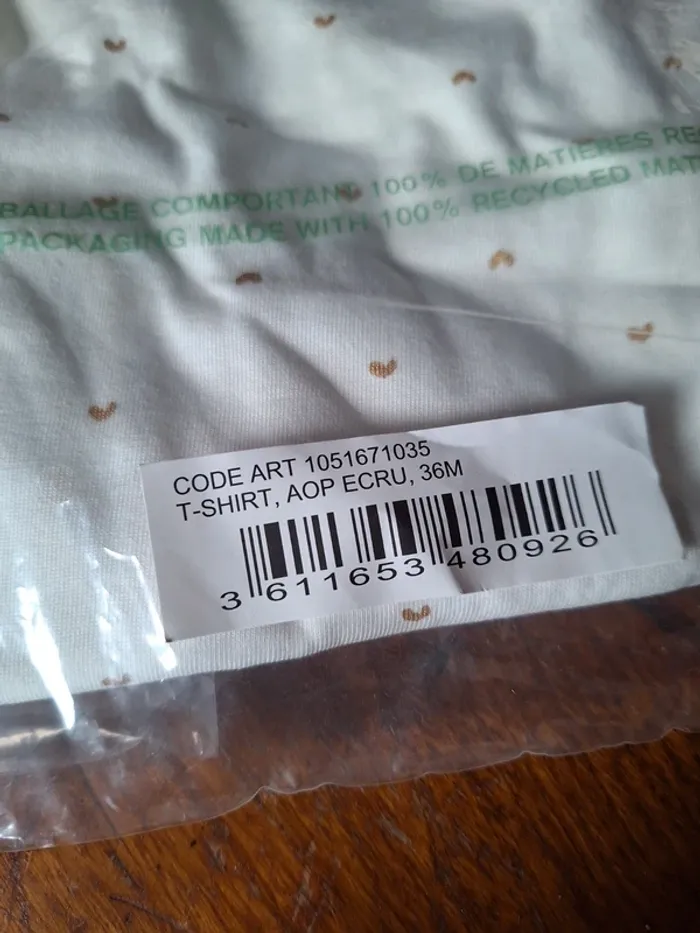 BALLAGE COMPORTANT 100% DE MATIÈRES RE
PACKAGING MADE WITH 100% RECYCLED MAT
CODE ART 1051671035
T-SHIRT, AOP ECRU, 36M
3 611653 480926